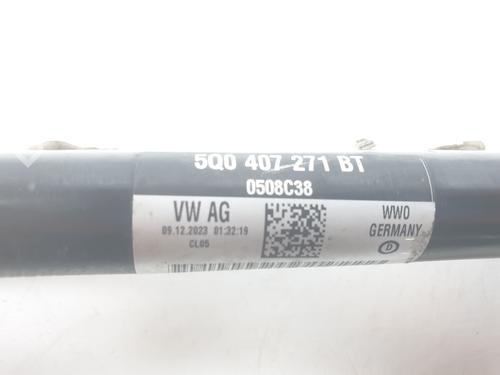 5Q0 407 271 BT
0508C38
VW AG
09.12.2023 01:32:19
CL05
WWO
GERMANY
D